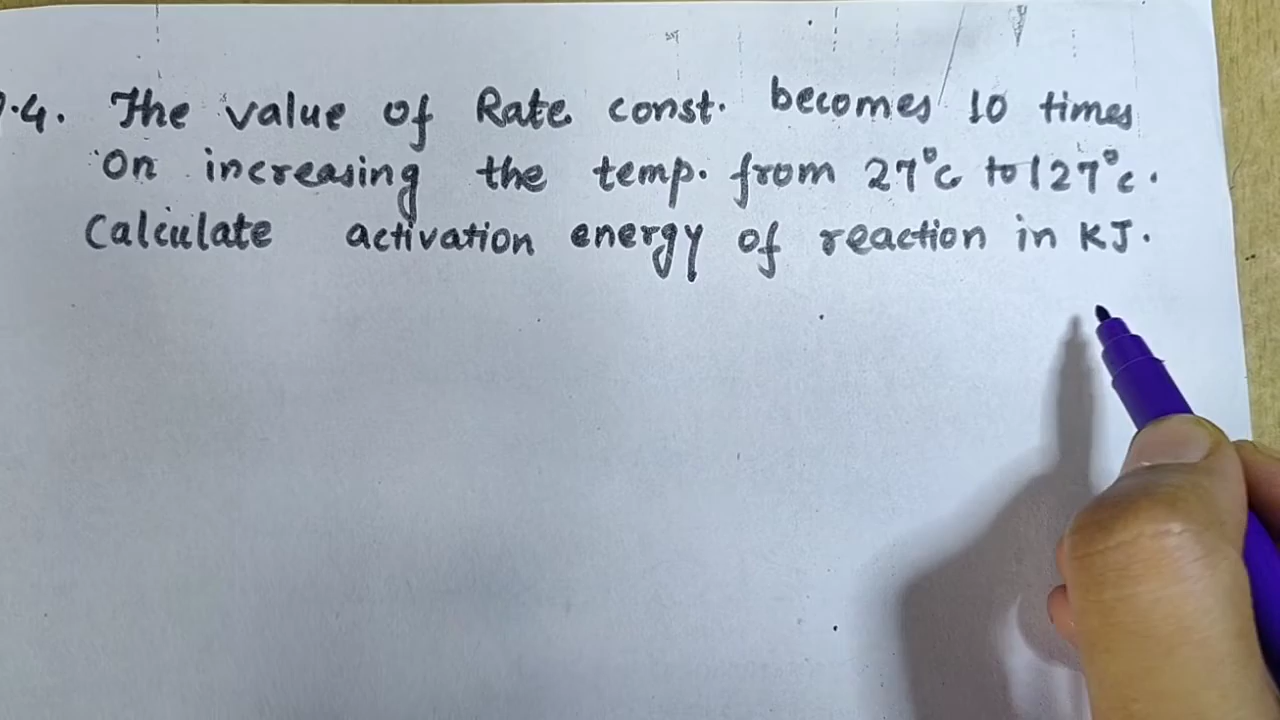 .4. The value of Rate const. becomes 10 times
On increasing the temp. from 27°c to 127°c.
Calculate activation energy of reaction in KJ.